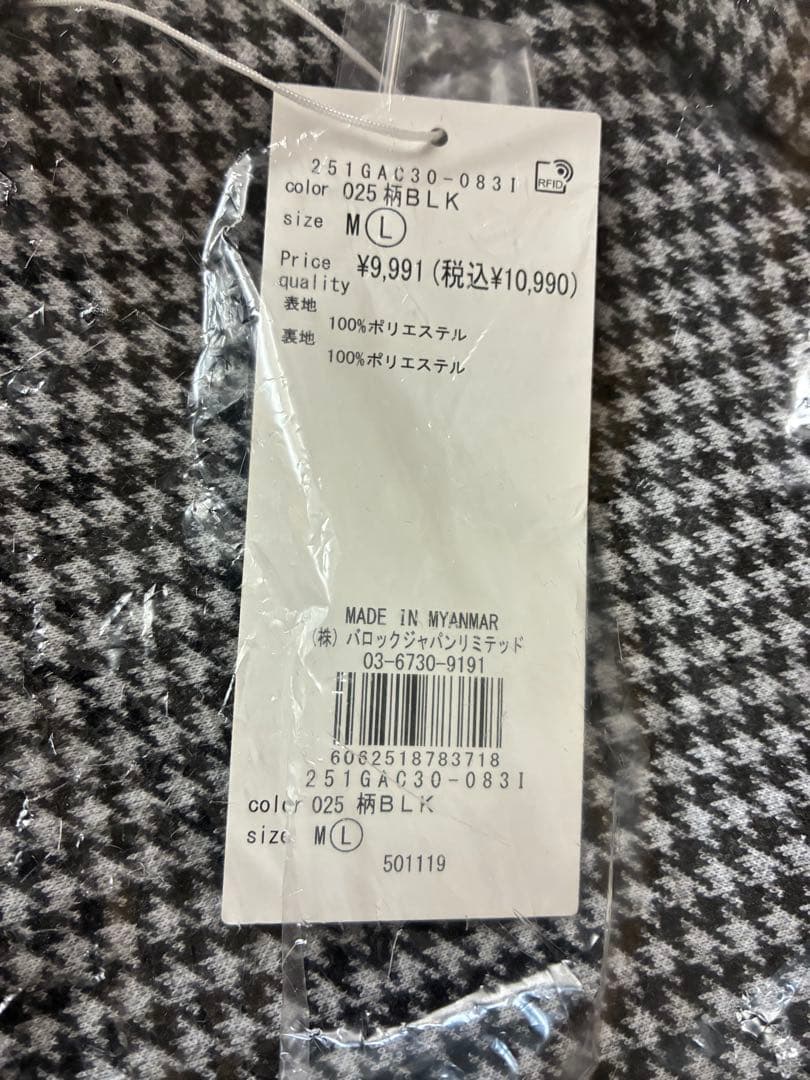 251GAC30-083I
RFID
color 025 柄BLK
size M L
Price ¥9,991(税込¥10,990)
quality
表地
100%ポリエステル
裏地
100%ポリエステル
MADE IN MYANMAR
(株)バロックジャパンリミテッド
03-6730-9191
6062518783718
251GAC30-083I
color 025 柄BLK
size M L
501119